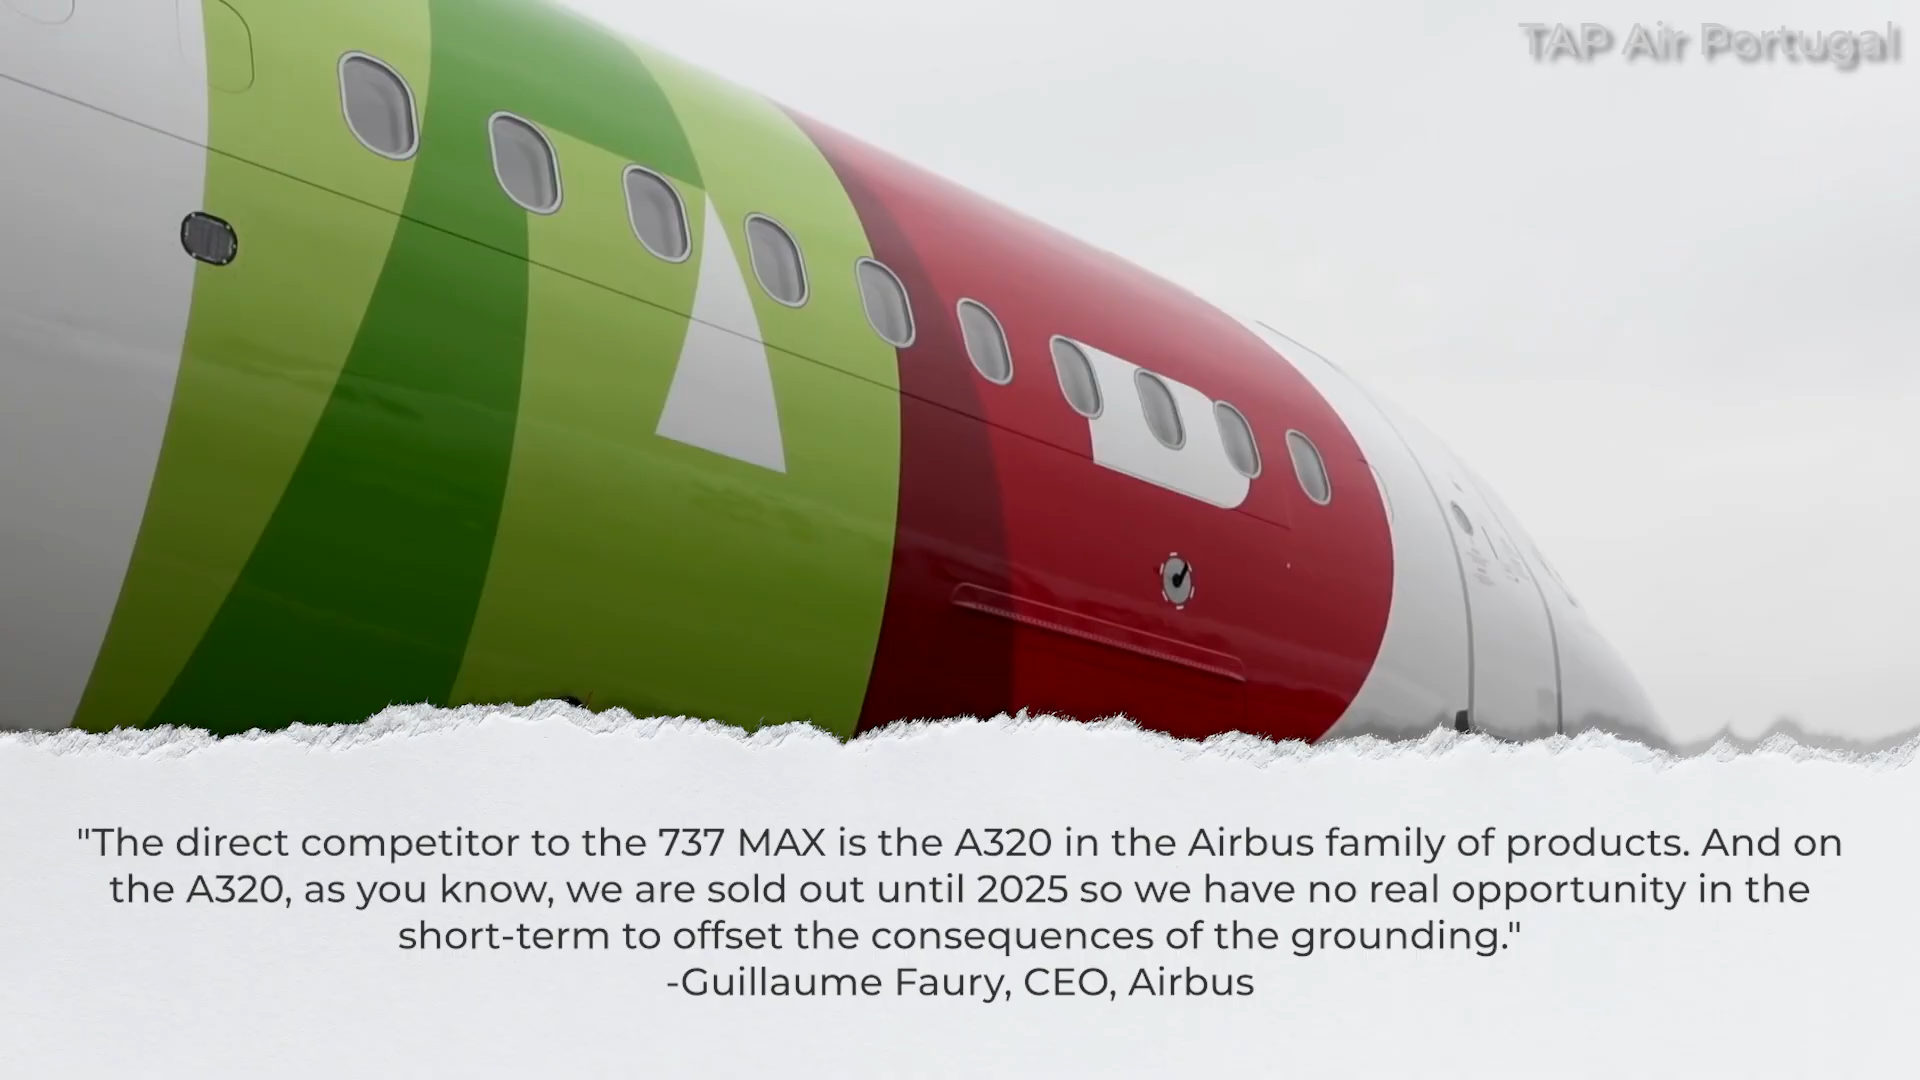 TAP Air Portugal
"The direct competitor to the 737 MAX is the A320 in the Airbus family of products. And on
the A320, as you know, we are sold out until 2025 so we have no real opportunity in the
short-term to offset the consequences of the grounding."
-Guillaume Faury, CEO, Airbus